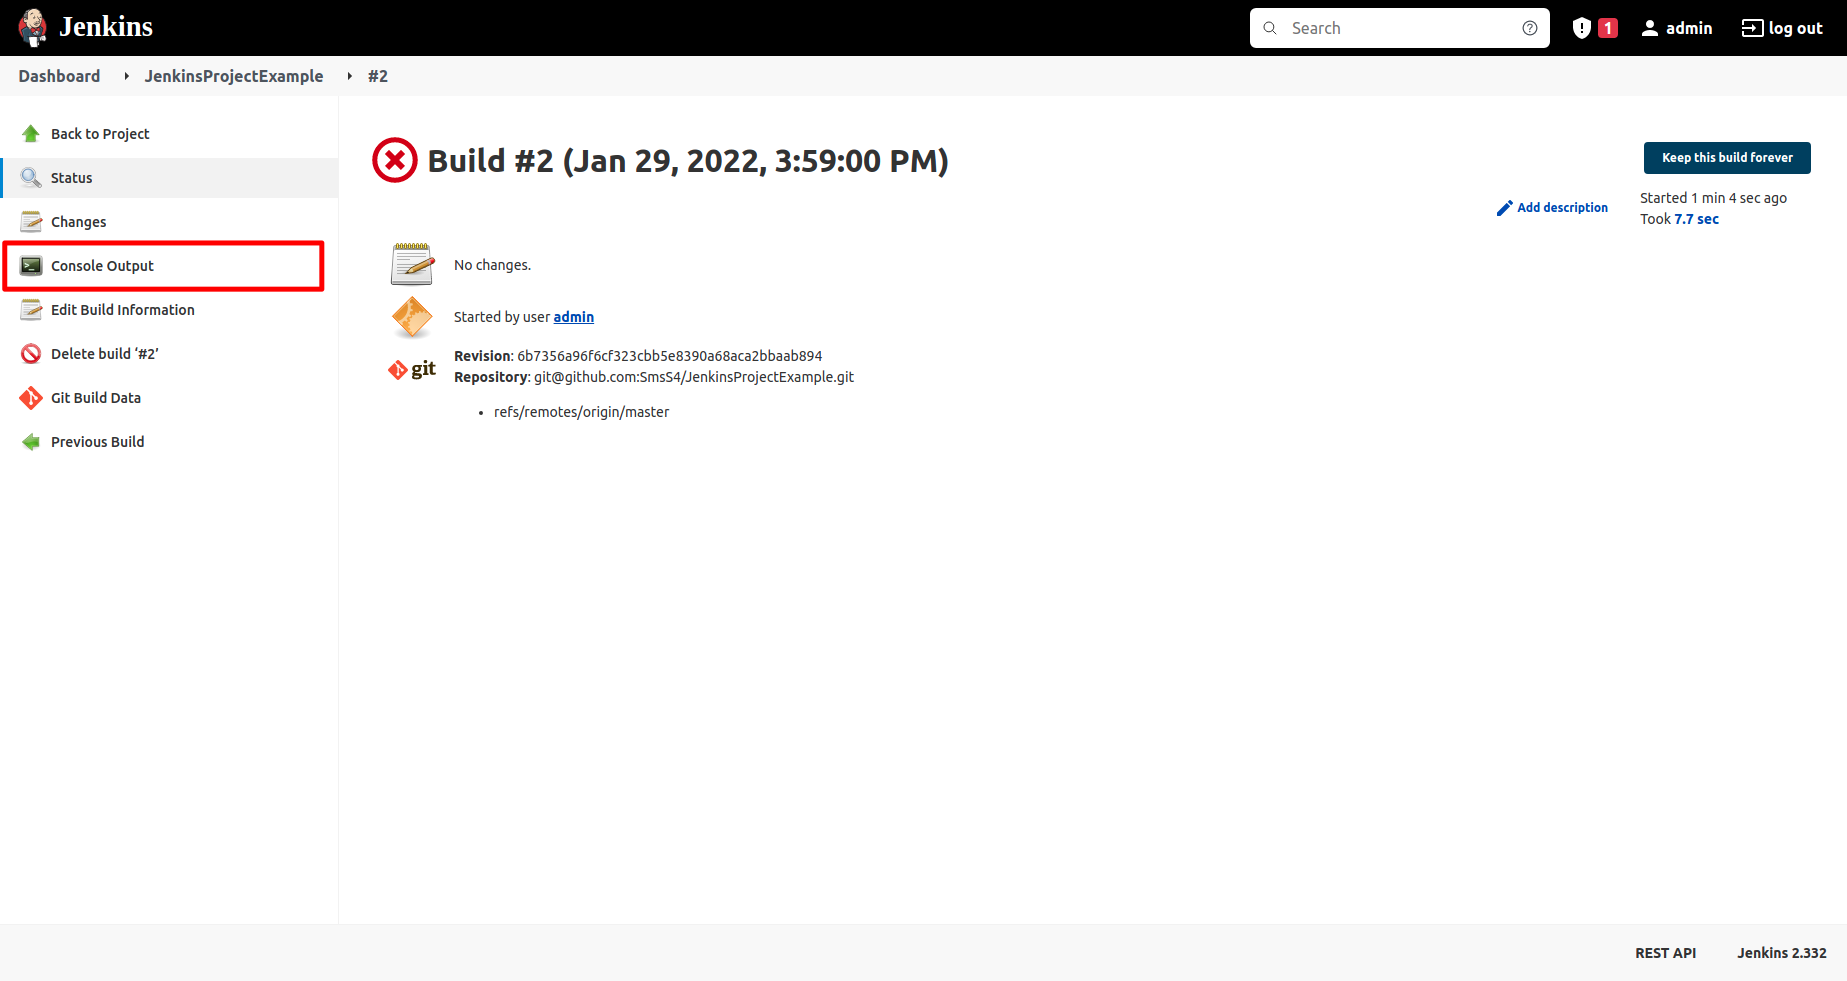 Jenkins
Search
1
admin
log out
Dashboard
JenkinsProjectExample
#2
Back to Project
Status
Changes
Console Output
Edit Build Information
Delete build ‘#2’
Git Build Data
Previous Build
Build #2 (Jan 29, 2022, 3:59:00 PM)
Keep this build forever
Add description
Started 1 min 4 sec ago
Took 7.7 sec
No changes.
Started by user admin
git
Revision: 6b7356a96f6cf323cbb5e8390a68aca2bbaab894
Repository: git@github.com:SmsS4/JenkinsProjectExample.git
• refs/remotes/origin/master
REST API
Jenkins 2.332